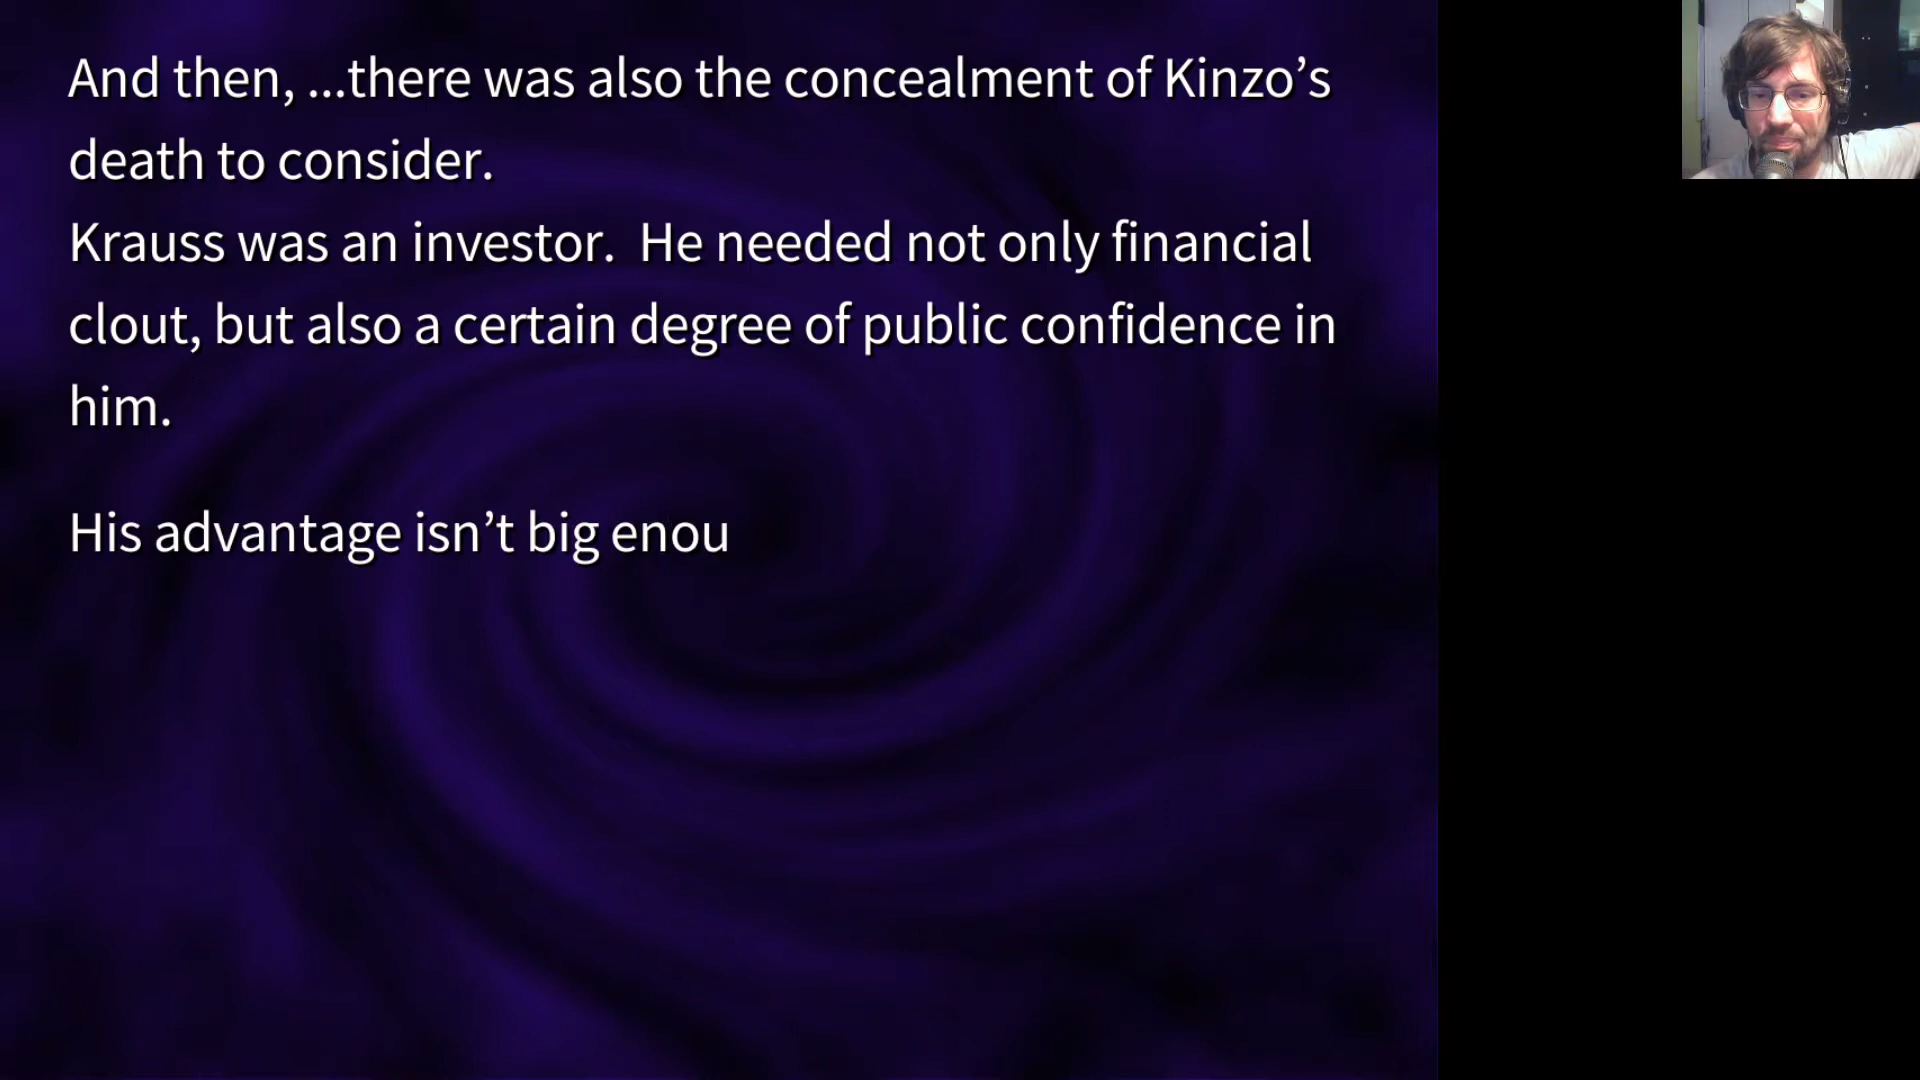 And then, ...there was also the concealment of Kinzo’s
death to consider.
Krauss was an investor.  He needed not only financial
clout, but also a certain degree of public confidence in
him.
His advantage isn’t big enou